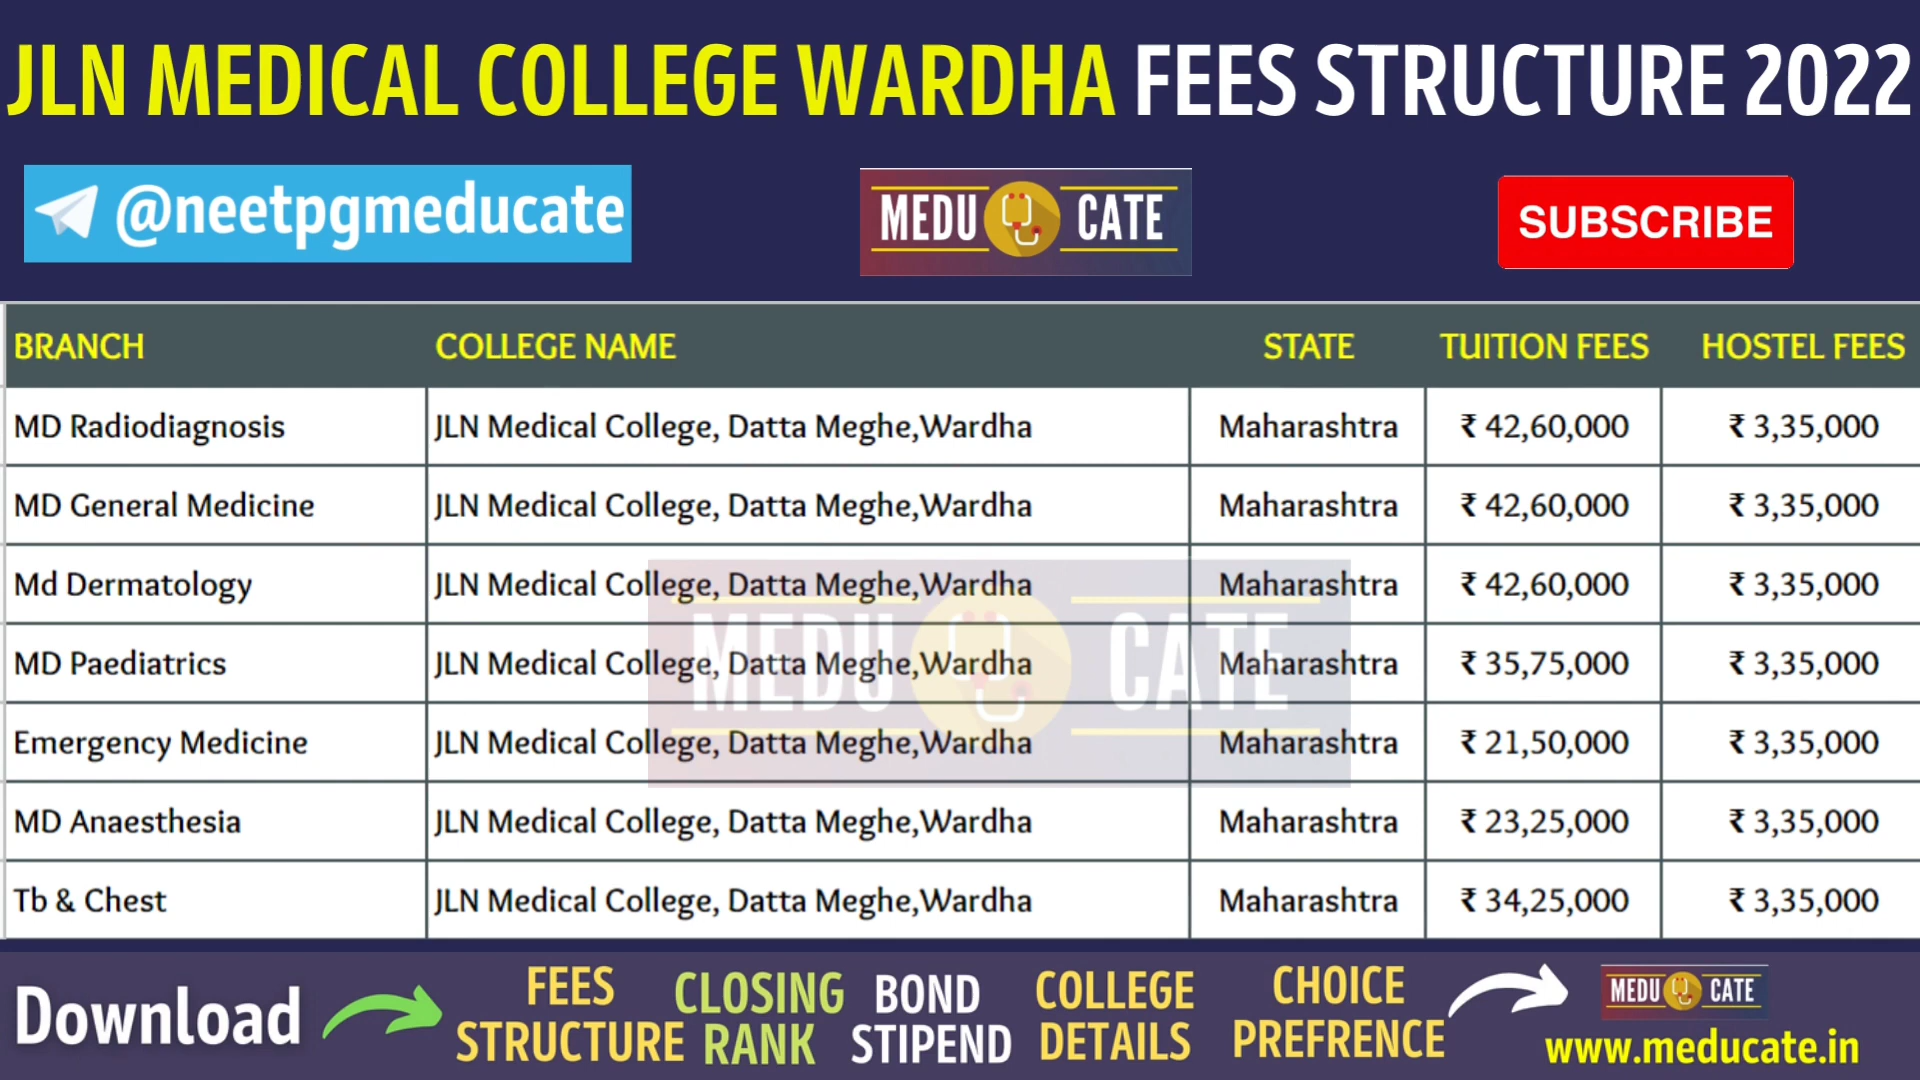 JLN MEDICAL COLLEGE WARDHA FEES STRUCTURE 2022
@neetpgmeducate MEDU CATE SUBSCRIBE
BRANCH COLLEGE NAME STATE TUITION FEES HOSTEL FEES
MD Radiodiagnosis JLN Medical College, Datta Meghe,Wardha Maharashtra ₹ 42,60,000 ₹ 3,35,000
MD General Medicine JLN Medical College, Datta Meghe,Wardha Maharashtra ₹ 42,60,000 ₹ 3,35,000
Md Dermatology JLN Medical College, Datta Meghe,Wardha Maharashtra ₹ 42,60,000 ₹ 3,35,000
MD Paediatrics JLN Medical College, Datta Meghe,Wardha Maharashtra ₹ 35,75,000 ₹ 3,35,000
MEDU CATE
Emergency Medicine JLN Medical College, Datta Meghe,Wardha Maharashtra ₹ 21,50,000 ₹ 3,35,000
MD Anaesthesia JLN Medical College, Datta Meghe,Wardha Maharashtra ₹ 23,25,000 ₹ 3,35,000
Tb & Chest JLN Medical College, Datta Meghe,Wardha Maharashtra ₹ 34,25,000 ₹ 3,35,000
Download
FEES
STRUCTURE
CLOSING
RANK
BOND
STIPEND
COLLEGE
DETAILS
CHOICE
PREFRENCE
MEDU CATE
www.meducate.in